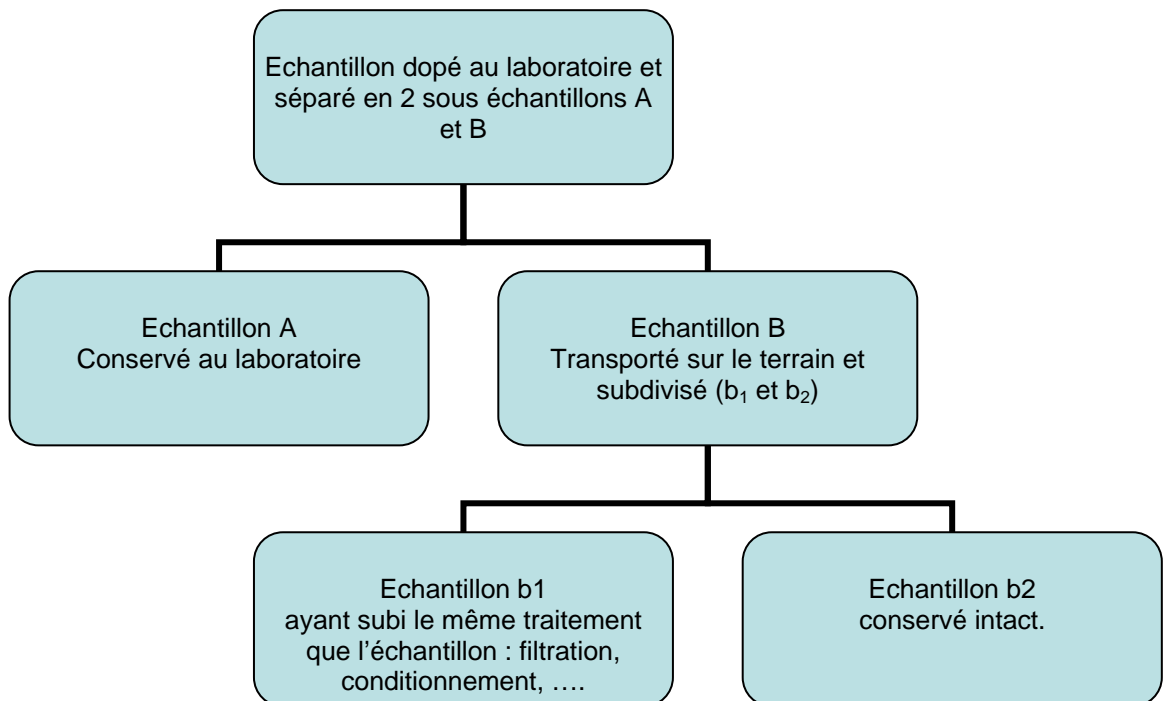 Echantillon dopé au laboratoire et
séparé en 2 sous échantillons A
et B
Echantillon A
Conservé au laboratoire
Echantillon B
Transporté sur le terrain et
subdivisé (b₁ et b₂)
Echantillon b1
ayant subi le même traitement
que l’échantillon : filtration,
conditionnement, ….
Echantillon b2
conservé intact.